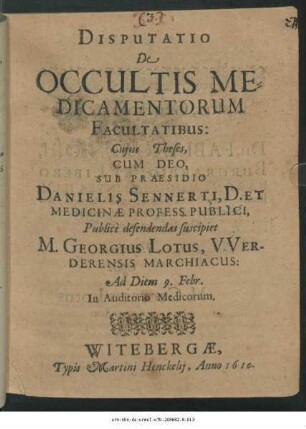 (3)
DISPUTATIO
De
OCCULTIS ME-
DICAMENTORUM
FACULTATIBUS:
Cujus Theses,
CUM DEO,
SUB PRAESIDIO
DANIELIS SENNERTI, D. ET
MEDICINÆ PROFESS. PUBLICI,
Publicè defendendas suscipiet
M. GEORGIUS LOTUS, V.VER-
DERENSIS MARCHIACUS:
Ad Diem 9. Febr.
In Auditorio Medicorum.
WITEBERGÆ,
Typis Martini Henckelij, Anno 1610.